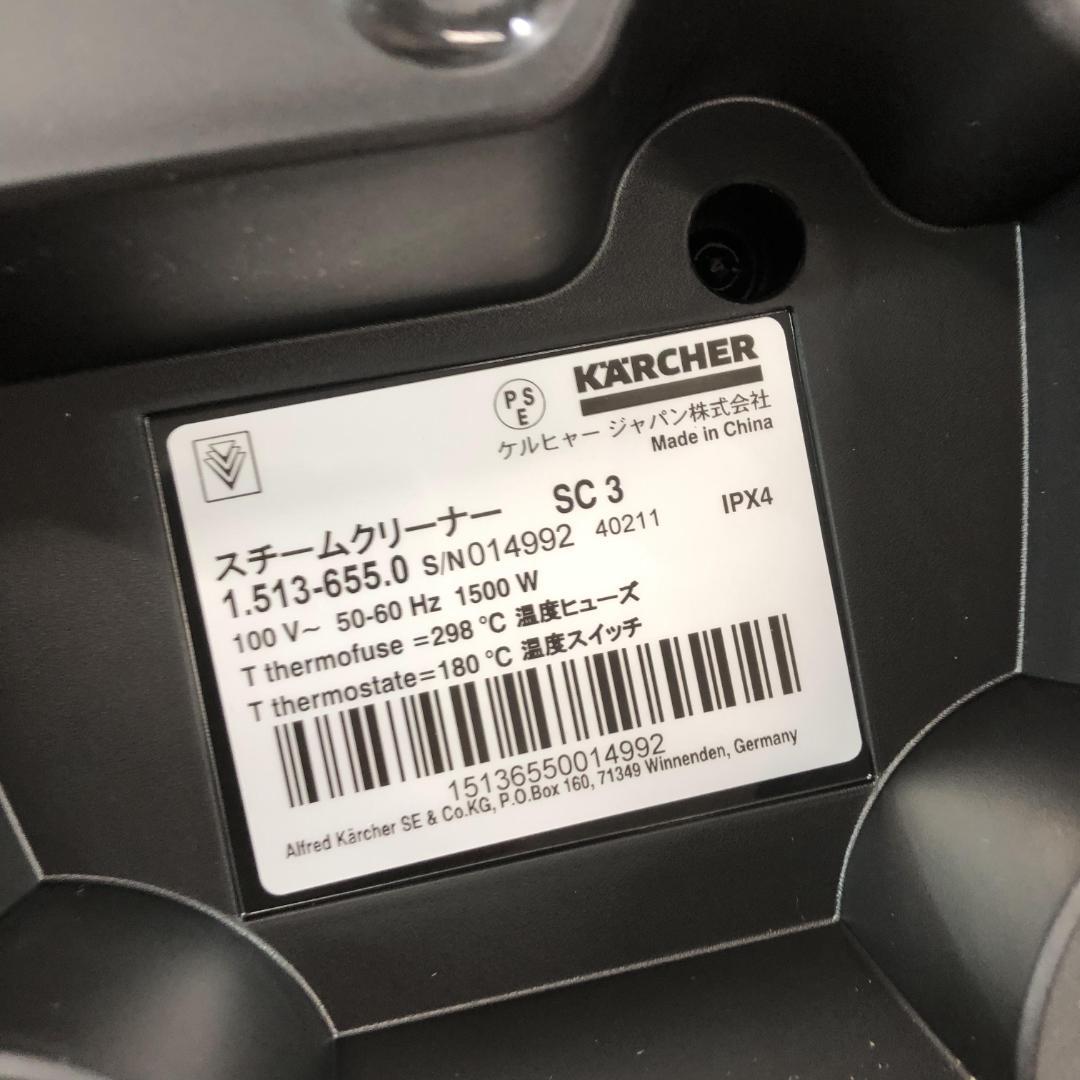 PSE
KÄRCHER
ケルヒャー ジャパン株式会社
Made in China
スチームクリーナー SC 3
1.513-655.0 S/N014992 40211 IPX4
100 V~ 50-60 Hz 1500 W
T thermofuse =298 °C 温度ヒューズ
T thermostate=180 °C 温度スイッチ
15136550014992
Alfred Kärcher SE & Co.KG, P.O.Box 160, 71349 Winnenden, Germany